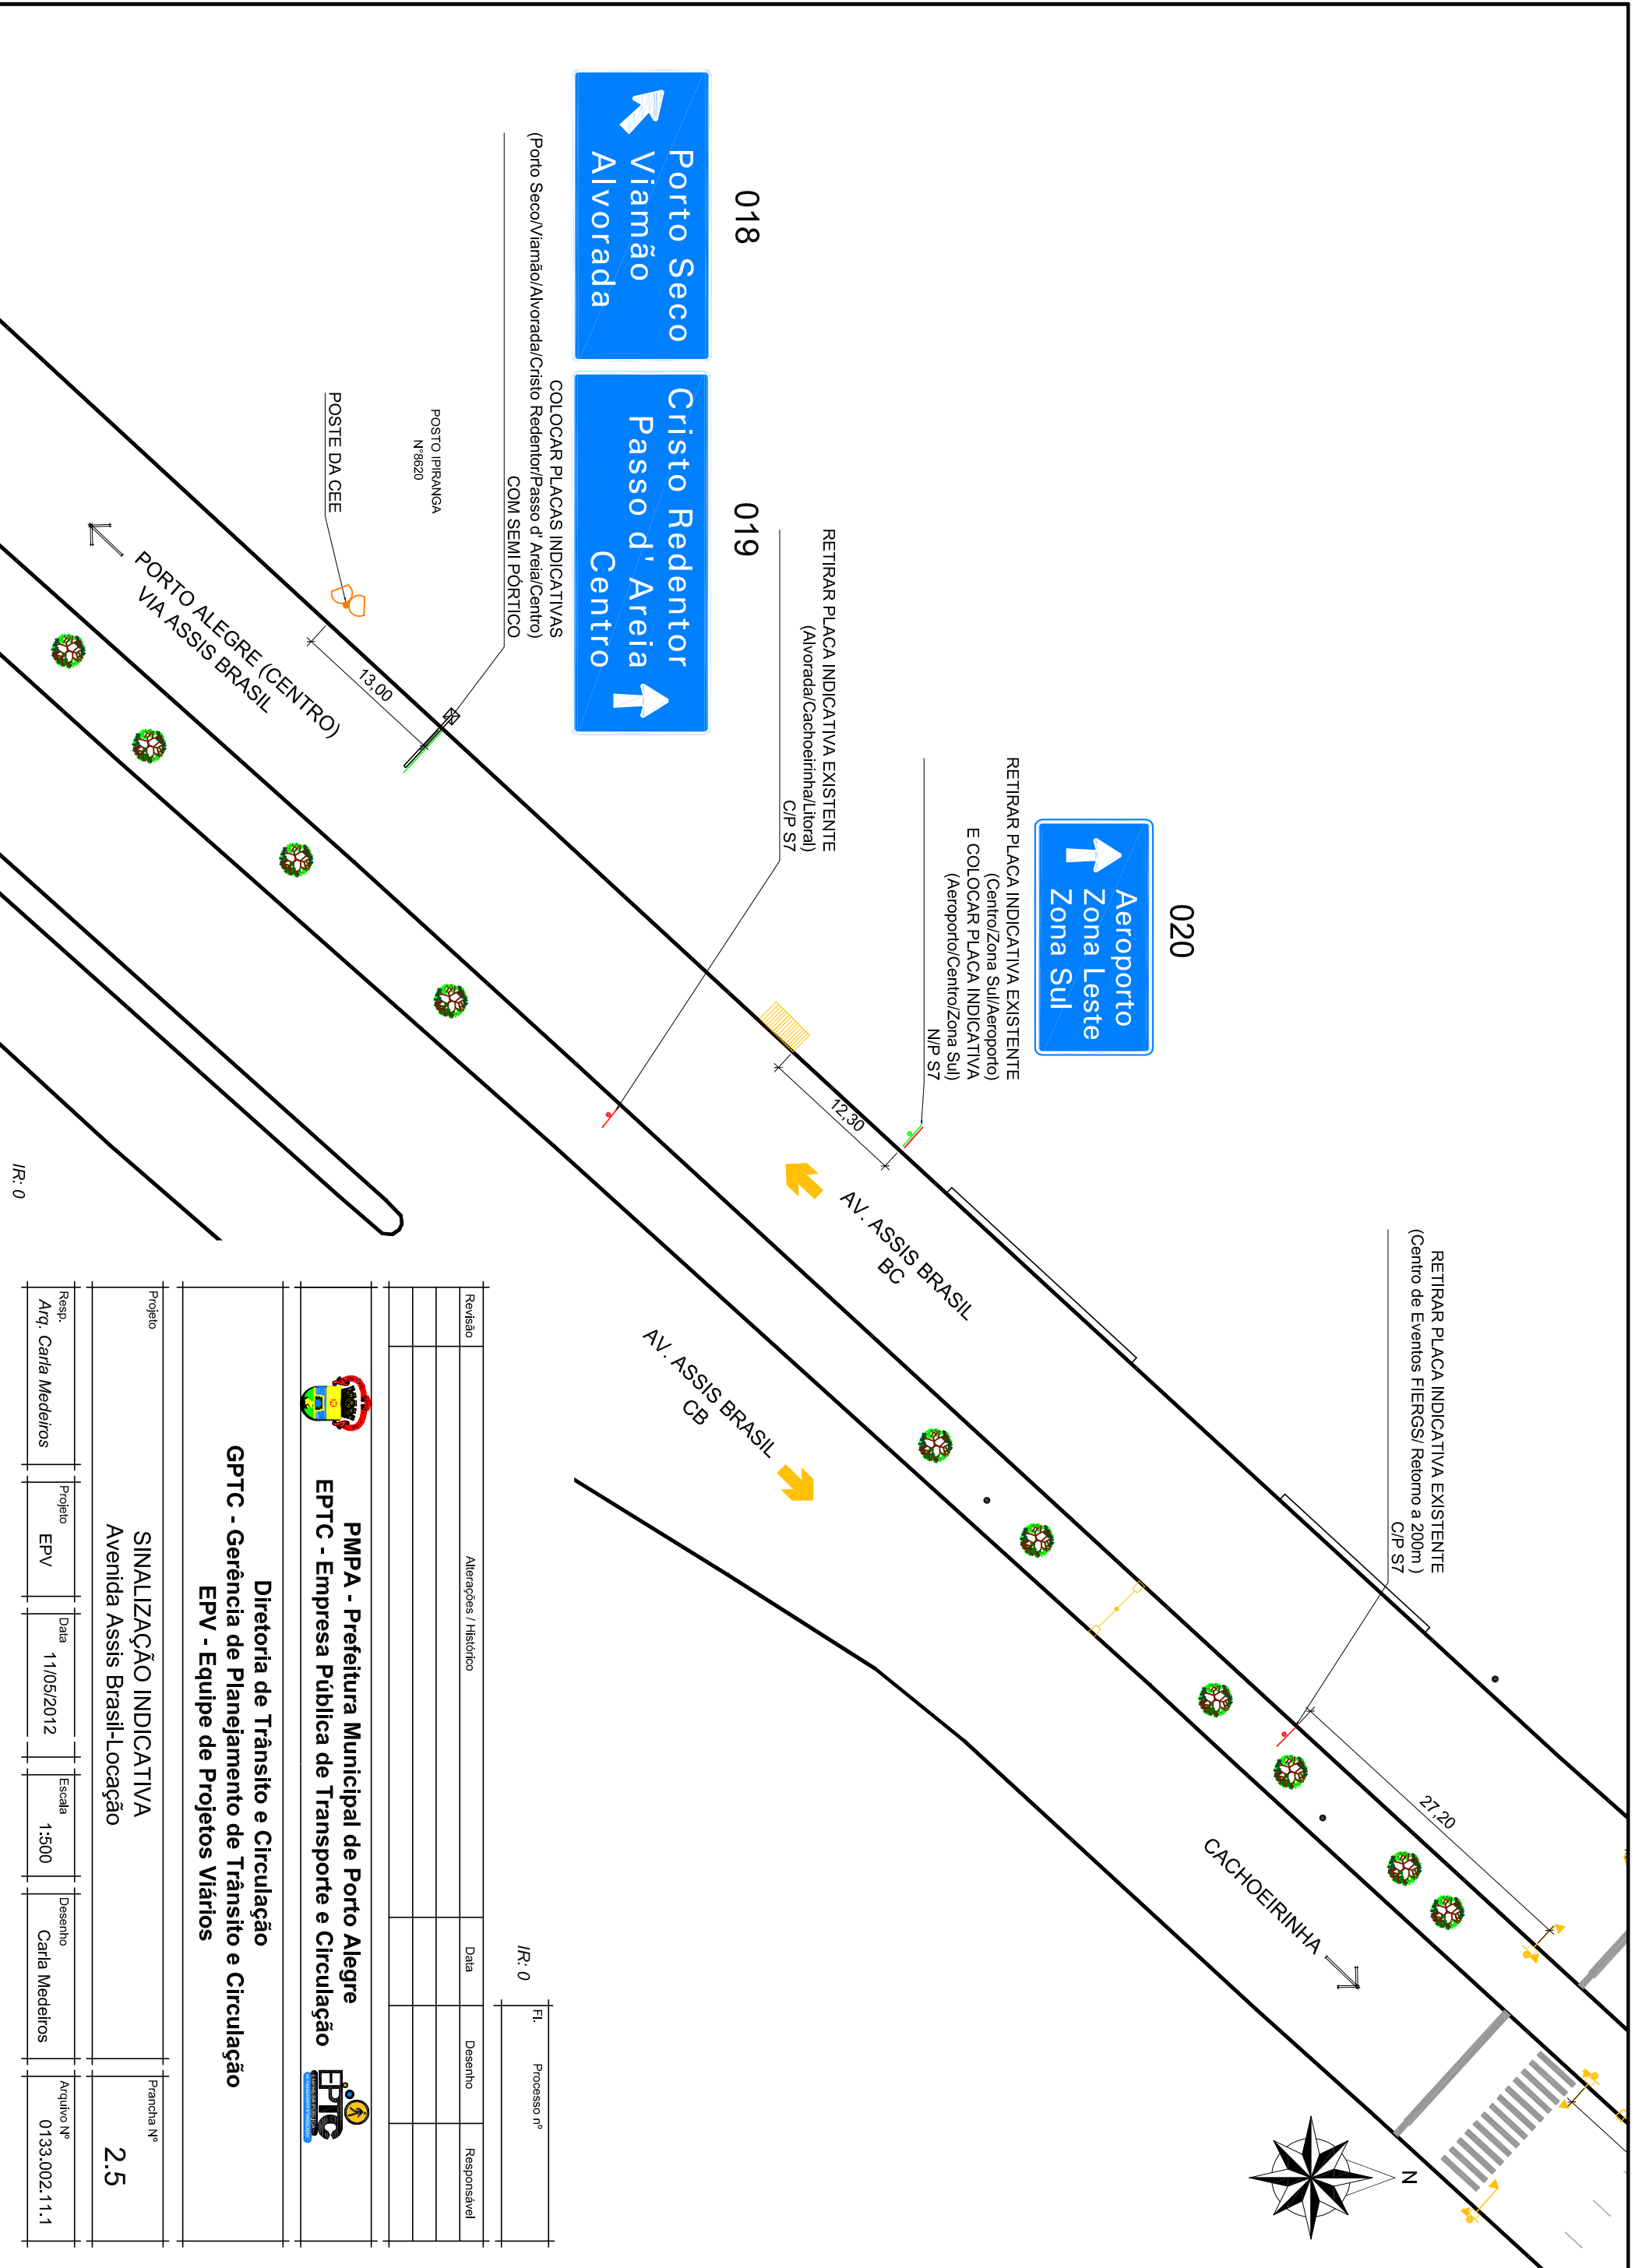 018
Porto Seco
Viamão
Alvorada
019
Cristo Redentor
Passo d' Areia
Centro
COLOCAR PLACAS INDICATIVAS
(Porto Seco/Viamão/Alvorada/Cristo Redentor/Passo d' Areia/Centro)
COM SEMI PÓRTICO
POSTO IPIRANGA
N°8620
POSTE DA CEE
13,00
PORTO ALEGRE (CENTRO)
VIA ASSIS BRASIL
RETIRAR PLACA INDICATIVA EXISTENTE
(Alvorada/Cachoeirinha/Litoral)
C/P S7
020
Aeroporto
Zona Leste
Zona Sul
RETIRAR PLACA INDICATIVA EXISTENTE
(Centro/Zona Sul/Aeroporto)
E COLOCAR PLACA INDICATIVA
(Aeroporto/Centro/Zona Sul)
N/P S7
12,30
AV. ASSIS BRASIL
BC
AV. ASSIS BRASIL
CB
RETIRAR PLACA INDICATIVA EXISTENTE
(Centro de Eventos FIERGS/ Retorno a 200m )
C/P S7
27,20
CACHOEIRINHA
N
IR: 0
IR: 0
Fl.
Processo nº
Revisão
Alterações / Histórico
Data
Desenho
Responsável
PMPA - Prefeitura Municipal de Porto Alegre
EPTC - Empresa Pública de Transporte e Circulação
EPTC
Diretoria de Trânsito e Circulação
GPTC - Gerência de Planejamento de Trânsito e Circulação
EPV - Equipe de Projetos Viários
Projeto
SINALIZAÇÃO INDICATIVA
Avenida Assis Brasil-Locação
Prancha Nº
2.5
Resp.
Arq. Carla Medeiros
Projeto
EPV
Data
11/05/2012
Escala
1:500
Desenho
Carla Medeiros
Arquivo Nº
0133.002.11.1